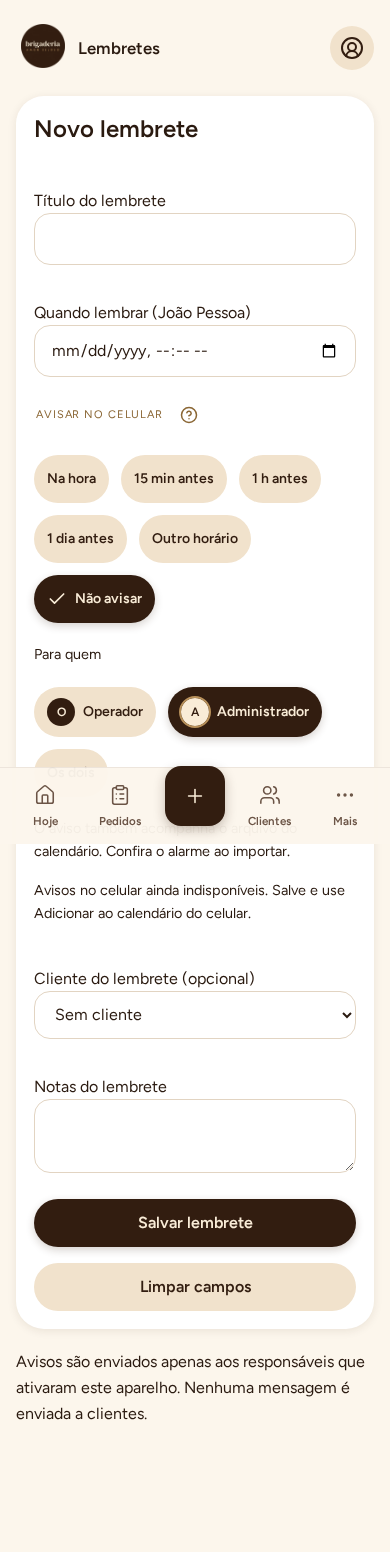 brigaderia
Lembretes
Novo lembrete
Título do lembrete
Quando lembrar (João Pessoa)
mm/dd/yyyy, --:-- --
AVISAR NO CELULAR
Na hora
15 min antes
1 h antes
1 dia antes
Outro horário
Não avisar
Para quem
O Operador
A Administrador
Os dois
Hoje
Pedidos
Clientes
Mais
calendário. Confira o alarme ao importar.
Avisos no celular ainda indisponíveis. Salve e use
Adicionar ao calendário do celular.
Cliente do lembrete (opcional)
Sem cliente
Notas do lembrete
Salvar lembrete
Limpar campos
Avisos são enviados apenas aos responsáveis que
ativaram este aparelho. Nenhuma mensagem é
enviada a clientes.